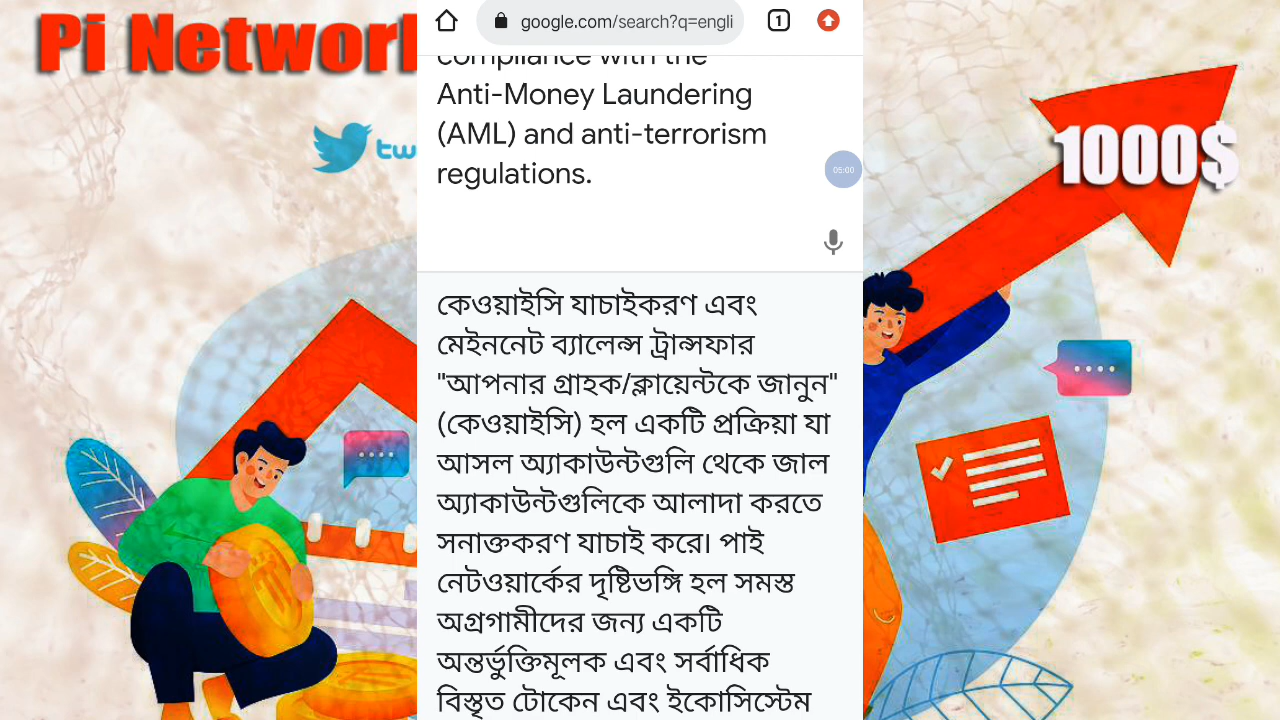 Pi Networ
tw
1000$
google.com/search?q=engli
1
compliance with the
Anti-Money Laundering
(AML) and anti-terrorism
regulations.
05:00
কেওয়াইসি যাচাইকরণ এবং
মেইননেট ব্যালেন্স ট্রান্সফার
"আপনার গ্রাহক/ক্লায়েন্টকে জানুন"
(কেওয়াইসি) হল একটি প্রক্রিয়া যা
আসল অ্যাকাউন্টগুলি থেকে জাল
অ্যাকাউন্টগুলিকে আলাদা করতে
সনাক্তকরণ যাচাই করে। পাই
নেটওয়ার্কের দৃষ্টিভঙ্গি হল সমস্ত
অগ্রগামীদের জন্য একটি
অন্তর্ভুক্তিমূলক এবং সর্বাধিক
বিস্তৃত টোকেন এবং ইকোসিস্টেম